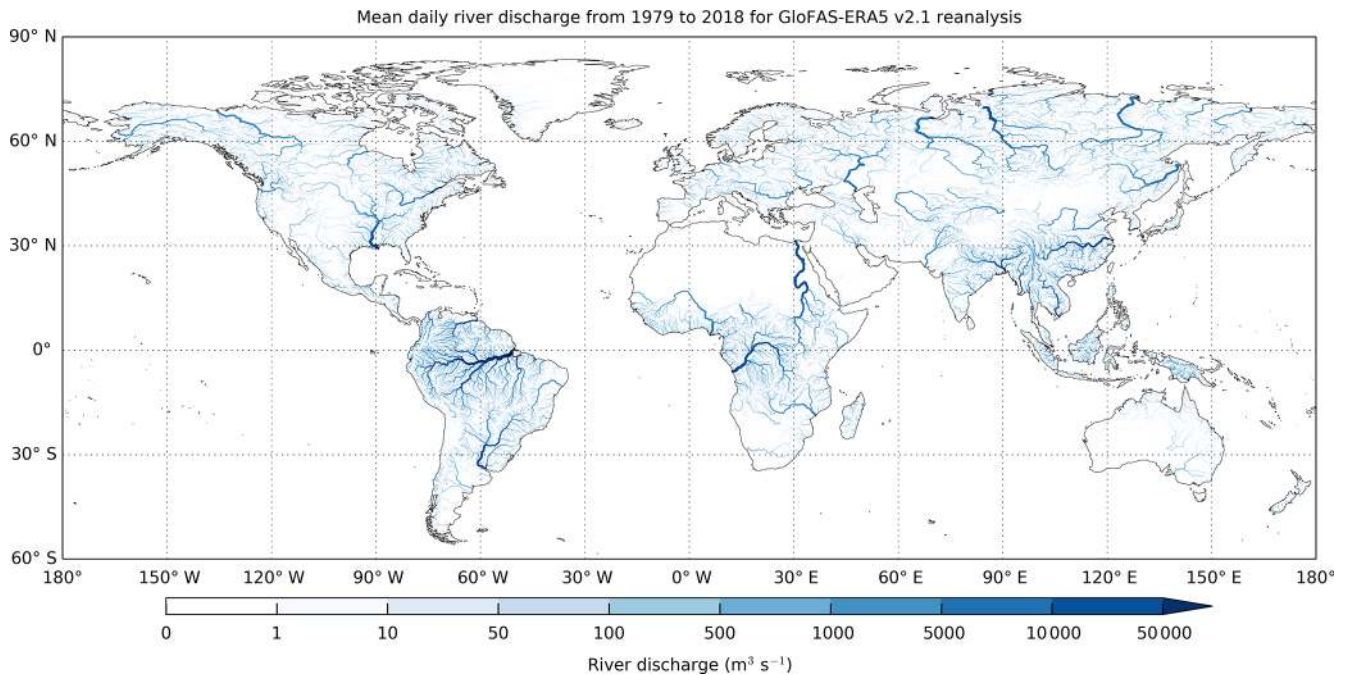 Mean daily river discharge from 1979 to 2018 for GloFAS-ERA5 v2.1 reanalysis
90° N
60° N
30° N
0°
30° S
60° S
180° 150° W 120° W 90° W 60° W 30° W 0° W 30° E 60° E 90° E 120° E 150° E 180°
0 1 10 50 100 500 1000 5000 10 000 50 000
River discharge (m³ s⁻¹)